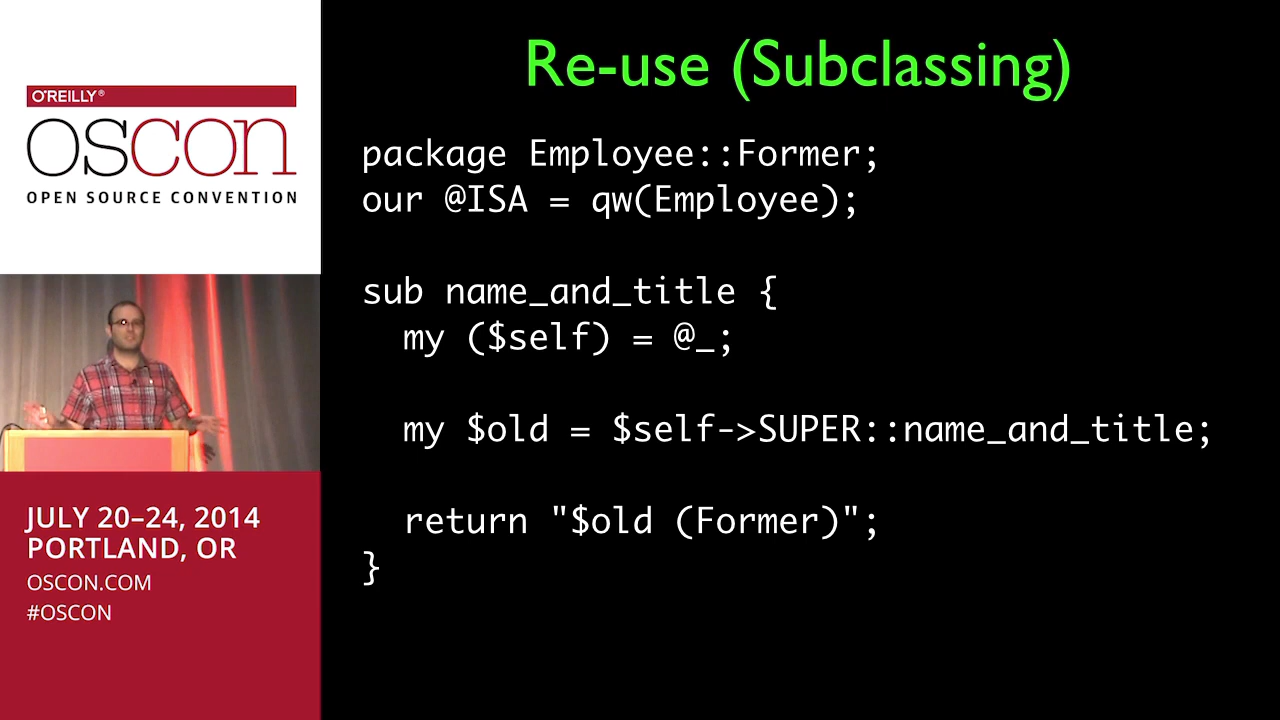 O'REILLY®
OSCON
OPEN SOURCE CONVENTION
JULY 20–24, 2014
PORTLAND, OR
OSCON.COM
#OSCON
Re-use (Subclassing)
package Employee::Former;
our @ISA = qw(Employee);
sub name_and_title {
  my ($self) = @_;
  my $old = $self->SUPER::name_and_title;
  return "$old (Former)";
}